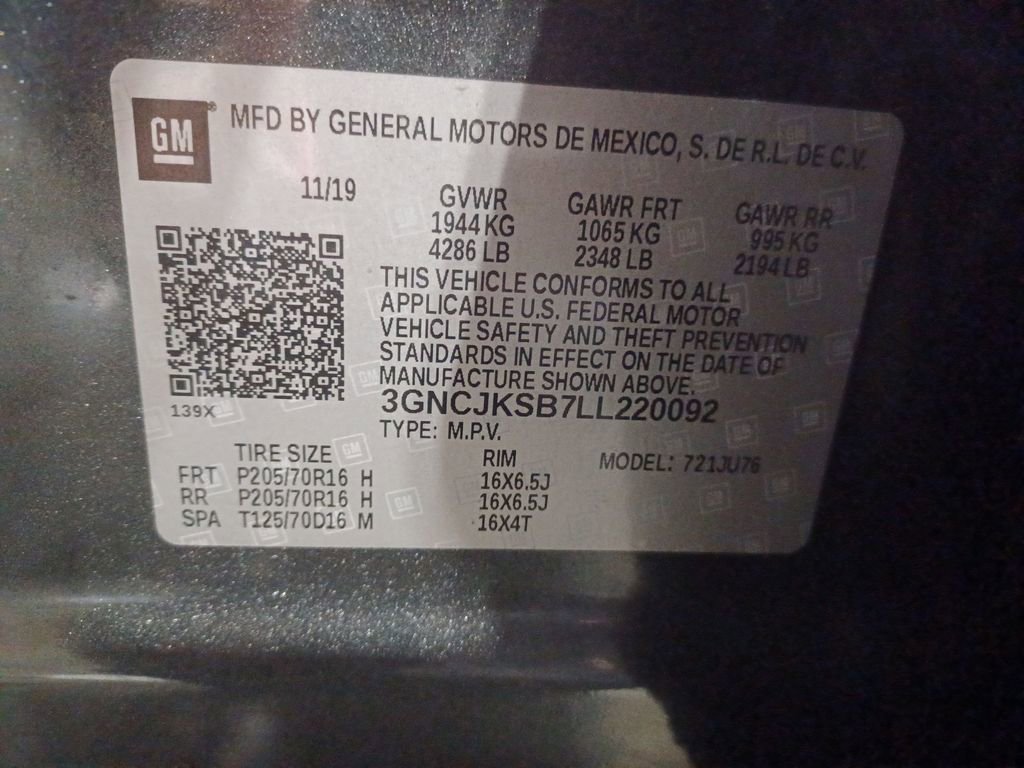 GM ® MFD BY GENERAL MOTORS DE MEXICO, S. DE R.L. DE C.V.
11/19 GVWR GAWR FRT GAWR RR
1944 KG 1065 KG 995 KG
4286 LB 2348 LB 2194 LB
THIS VEHICLE CONFORMS TO ALL
APPLICABLE U.S. FEDERAL MOTOR
VEHICLE SAFETY AND THEFT PREVENTION
STANDARDS IN EFFECT ON THE DATE OF
MANUFACTURE SHOWN ABOVE.
3GNCJKSB7LL220092
139X
TYPE: M.P.V.
TIRE SIZE RIM MODEL: 721JU76
FRT P205/70R16 H 16X6.5J
RR P205/70R16 H 16X6.5J
SPA T125/70D16 M 16X4T